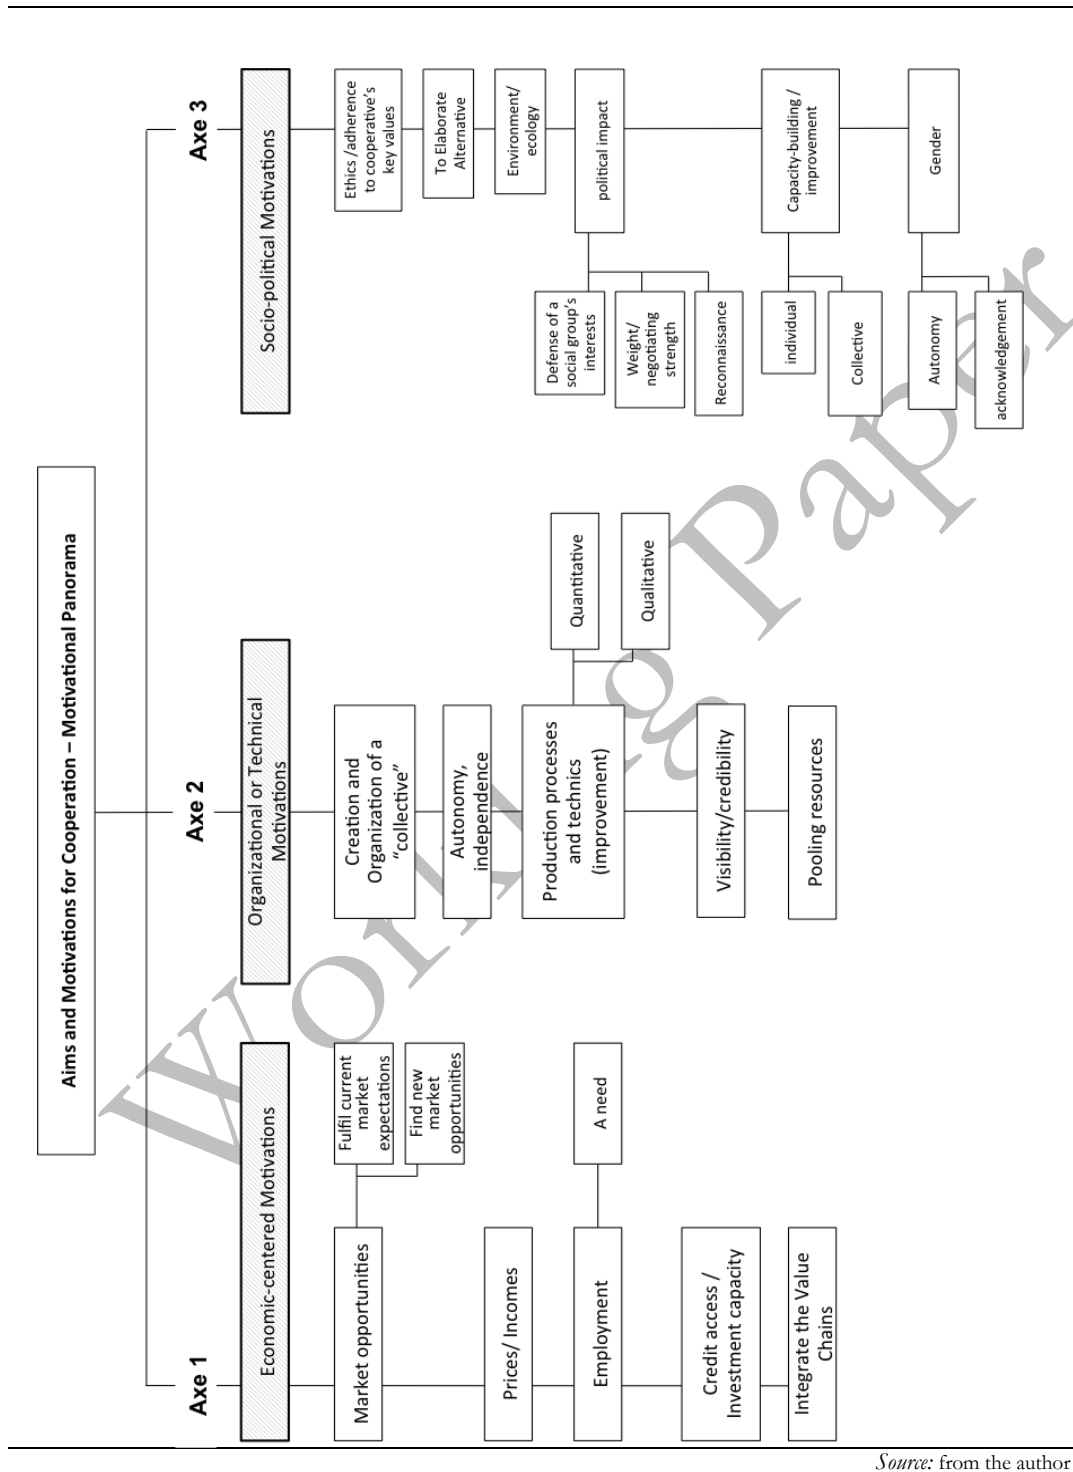 Aims and Motivations for Cooperation – Motivational Panorama
Axe 1
Economic-centered Motivations
Market opportunities
Fulfil current
market
expectations
Find new
market
opportunities
Prices/ Incomes
Employment
A need
Credit access /
Investment capacity
Integrate the Value
Chains
Axe 2
Organizational or Technical
Motivations
Creation and
Organization of a
“collective”
Autonomy,
independence
Production processes
and technics
(improvement)
Quantitative
Qualitative
Visibility/credibility
Pooling resources
Axe 3
Socio-political Motivations
Ethics /adherence
to cooperative’s
key values
To Elaborate
Alternative
Environment/
ecology
political impact
Defense of a
social group’s
interests
Weight/
negotiating
strength
Reconnaissance
Capacity-building /
improvement
individual
Collective
Gender
Autonomy
acknowledgement
Working Paper
Source: from the author